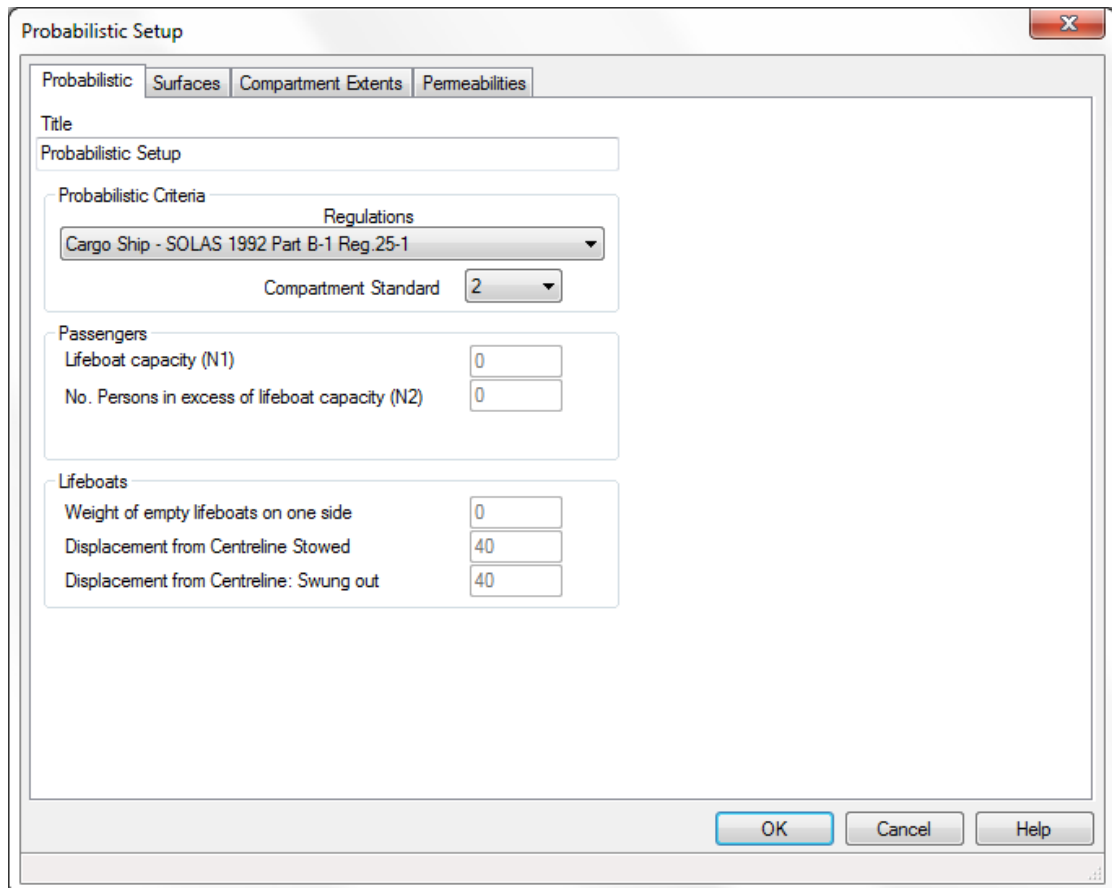 Probabilistic Setup
Probabilistic Surfaces Compartment Extents Permeabilities
Title
Probabilistic Setup
Probabilistic Criteria
Regulations
Cargo Ship - SOLAS 1992 Part B-1 Reg.25-1
Compartment Standard 2
Passengers
Lifeboat capacity (N1) 0
No. Persons in excess of lifeboat capacity (N2) 0
Lifeboats
Weight of empty lifeboats on one side 0
Displacement from Centreline Stowed 40
Displacement from Centreline: Swung out 40
OK Cancel Help